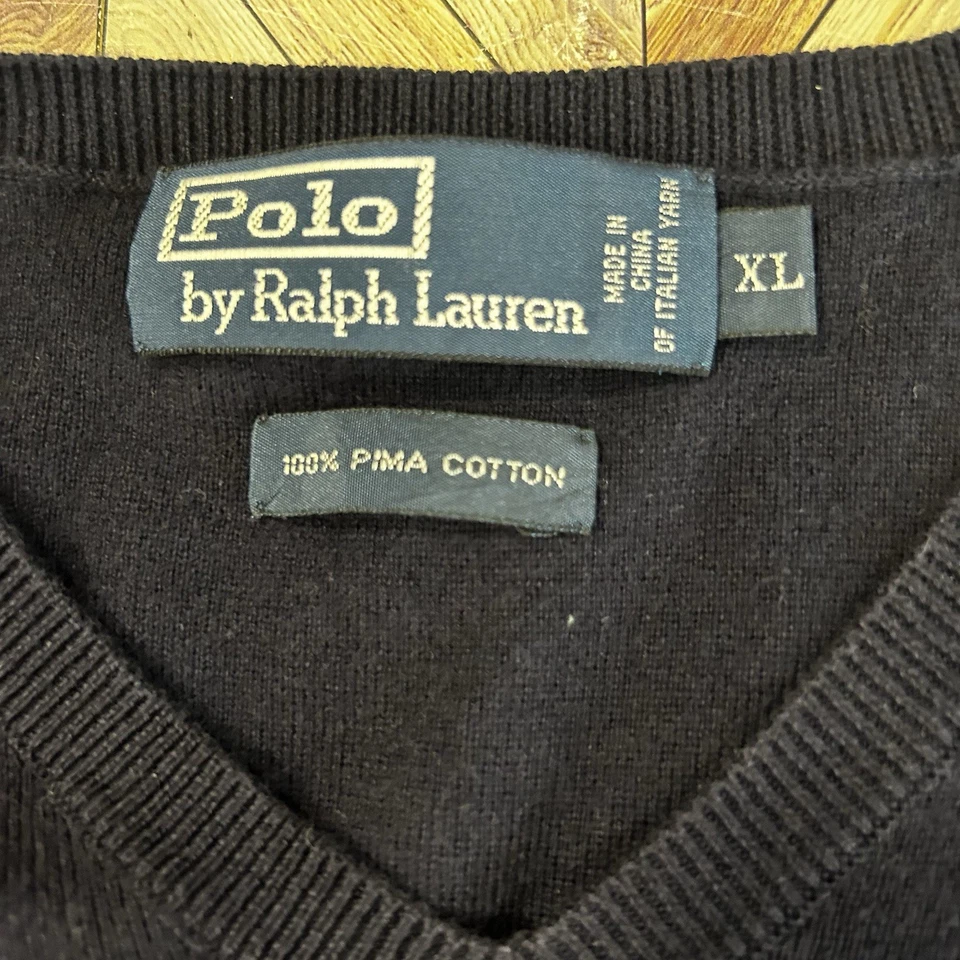 Polo
by Ralph Lauren
MADE IN
CHINA
OF ITALIAN YARN
XL
100% PIMA COTTON